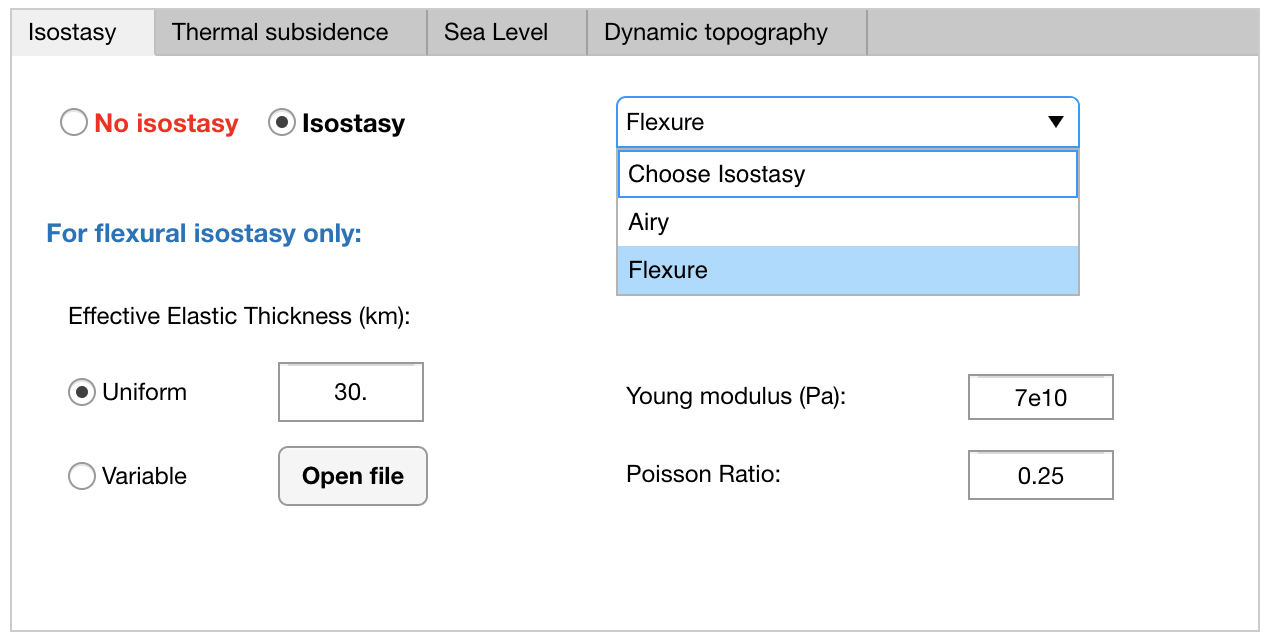 Isostasy Thermal subsidence Sea Level Dynamic topography
No isostasy Isostasy Flexure
Choose Isostasy
Airy
For flexural isostasy only:
Flexure
Effective Elastic Thickness (km):
Uniform 30. Young modulus (Pa): 7e10
Variable Open file Poisson Ratio: 0.25